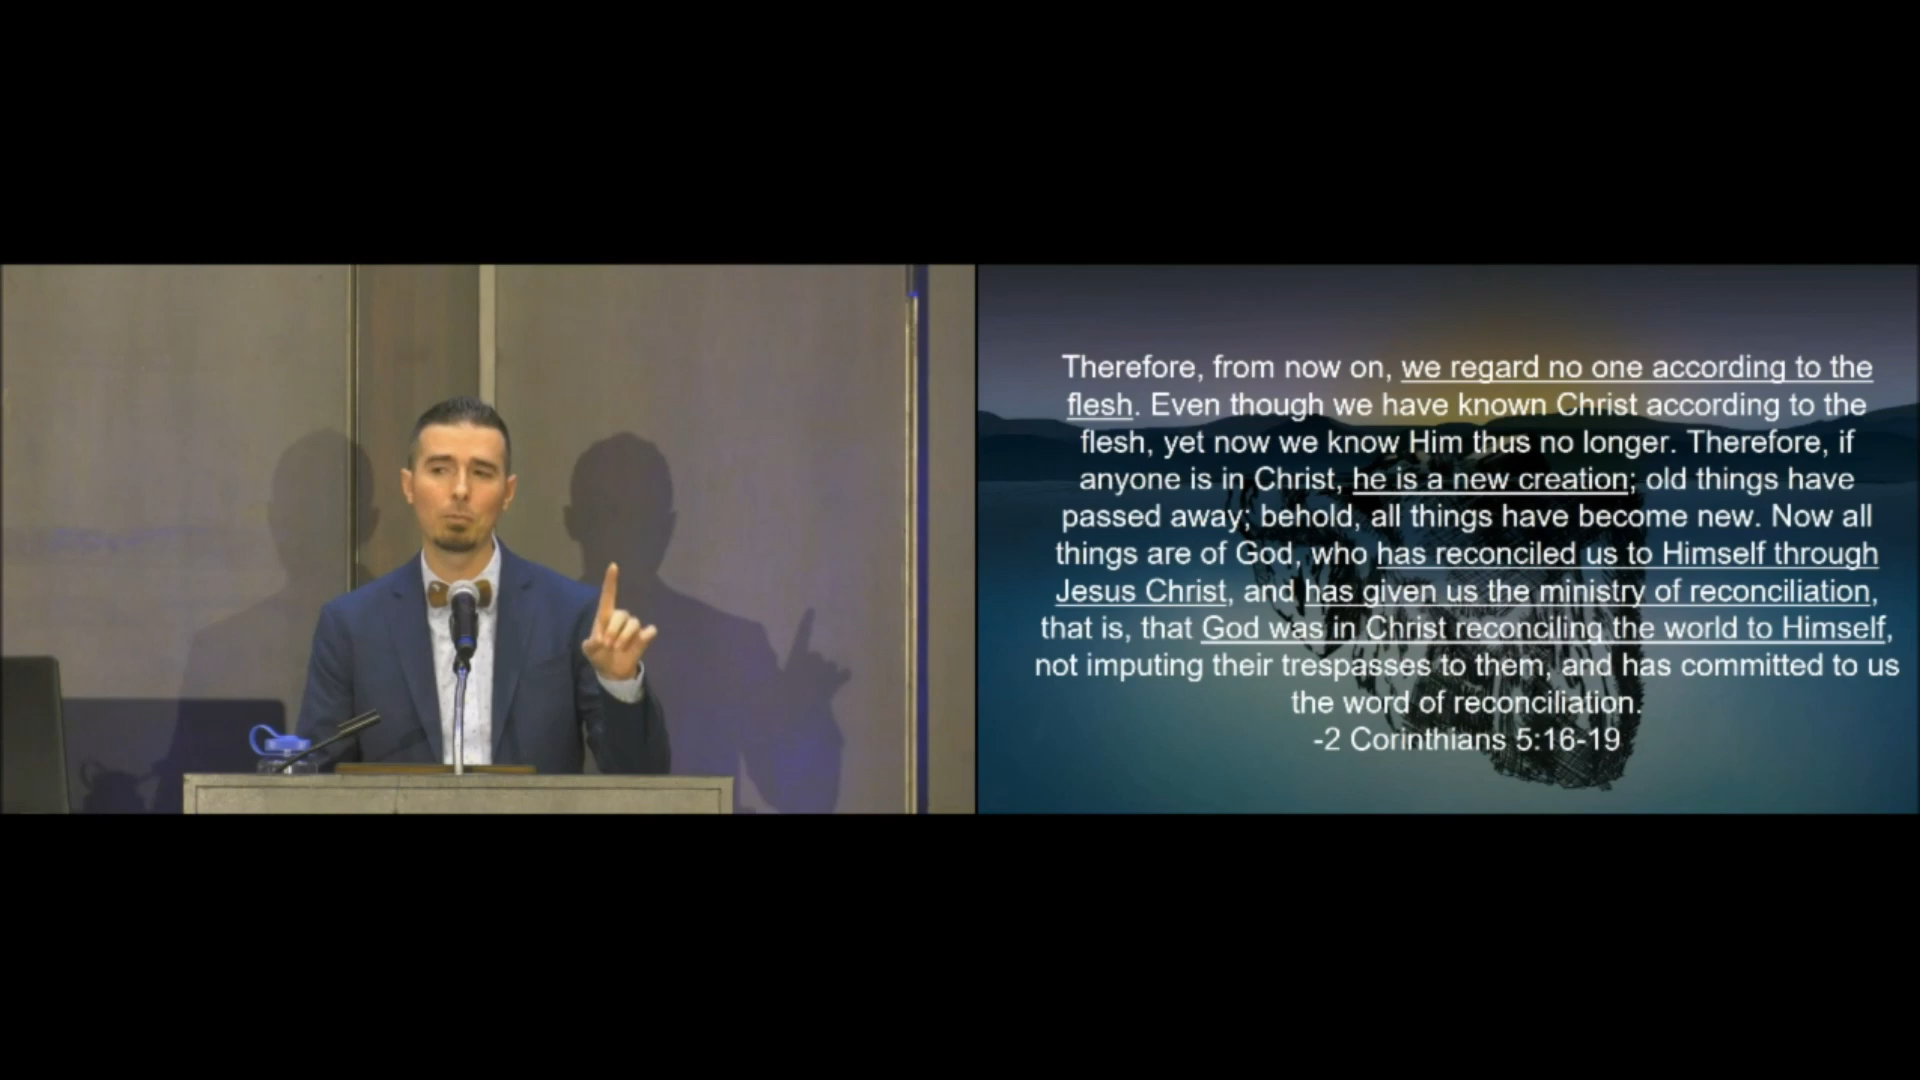 Therefore, from now on, we regard no one according to the
flesh. Even though we have known Christ according to the
flesh, yet now we know Him thus no longer. Therefore, if
anyone is in Christ, he is a new creation; old things have
passed away; behold, all things have become new. Now all
things are of God, who has reconciled us to Himself through
Jesus Christ, and has given us the ministry of reconciliation,
that is, that God was in Christ reconciling the world to Himself,
not imputing their trespasses to them, and has committed to us
the word of reconciliation.
-2 Corinthians 5:16-19